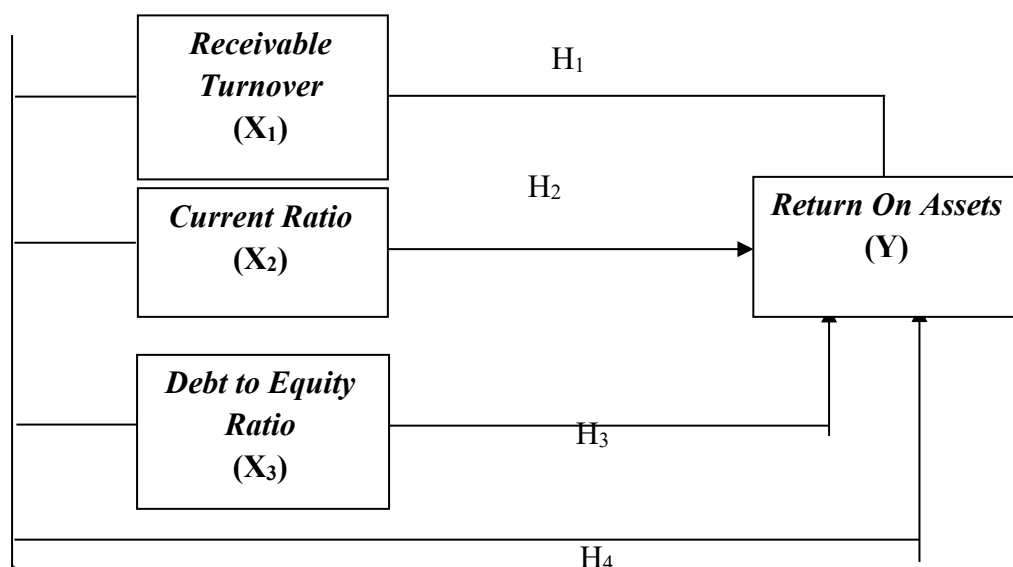 Receivable
Turnover
(X₁)
H₁
Current Ratio
(X₂)
H₂
Return On Assets
(Y)
Debt to Equity
Ratio
(X₃)
H₃
H₄